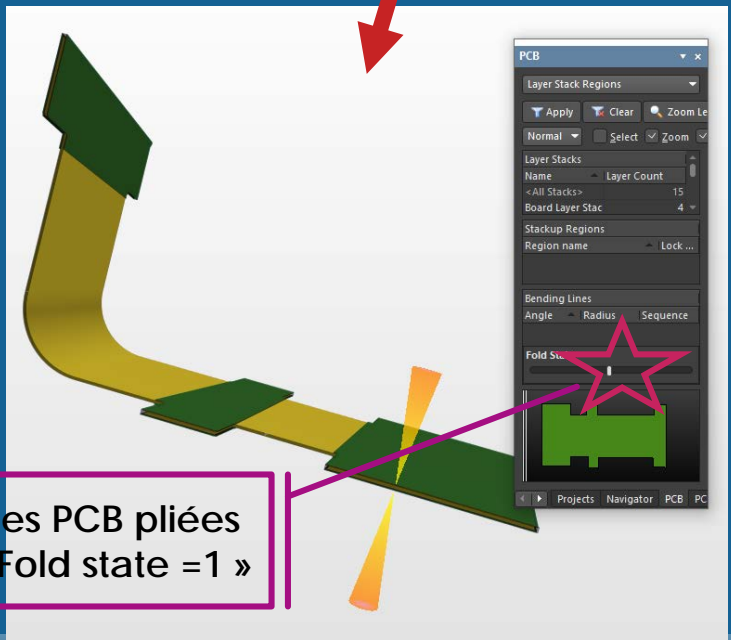 PCB
Layer Stack Regions
Apply Clear Zoom Le
Normal Select Zoom
Layer Stacks
Name Layer Count
<All Stacks> 15
Board Layer Stac 4
Stackup Regions
Region name Lock ...
Bending Lines
Angle Radius Sequence
Fold
es PCB pliées
Fold state =1 »
Projects Navigator PCB PC